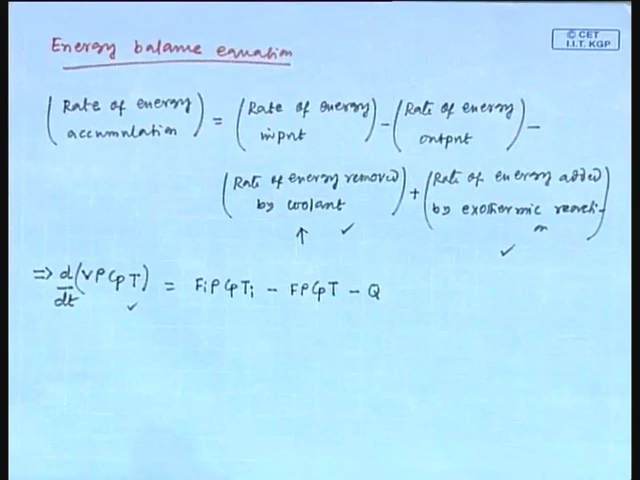 Energy balance equation
© CET
I.I.T. KGP
(Rate of energy accumulation) = (Rate of energy input) - (Rate of energy output) -
(Rate of energy removed by coolant) + (Rate of energy added by exothermic reaction)
↑ ✓ ✓
=> d/dt (VρCpT) = FiρCpTi - FρCpT - Q
✓